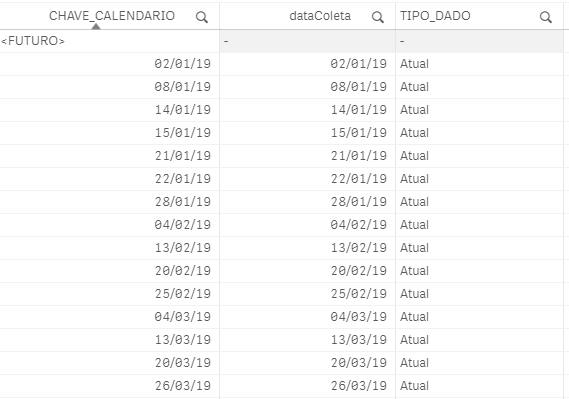 CHAVE_CALENDARIO dataColeta TIPO_DADO
<FUTURO> - -
02/01/19 02/01/19 Atual
08/01/19 08/01/19 Atual
14/01/19 14/01/19 Atual
15/01/19 15/01/19 Atual
21/01/19 21/01/19 Atual
22/01/19 22/01/19 Atual
28/01/19 28/01/19 Atual
04/02/19 04/02/19 Atual
13/02/19 13/02/19 Atual
20/02/19 20/02/19 Atual
25/02/19 25/02/19 Atual
04/03/19 04/03/19 Atual
13/03/19 13/03/19 Atual
20/03/19 20/03/19 Atual
26/03/19 26/03/19 Atual